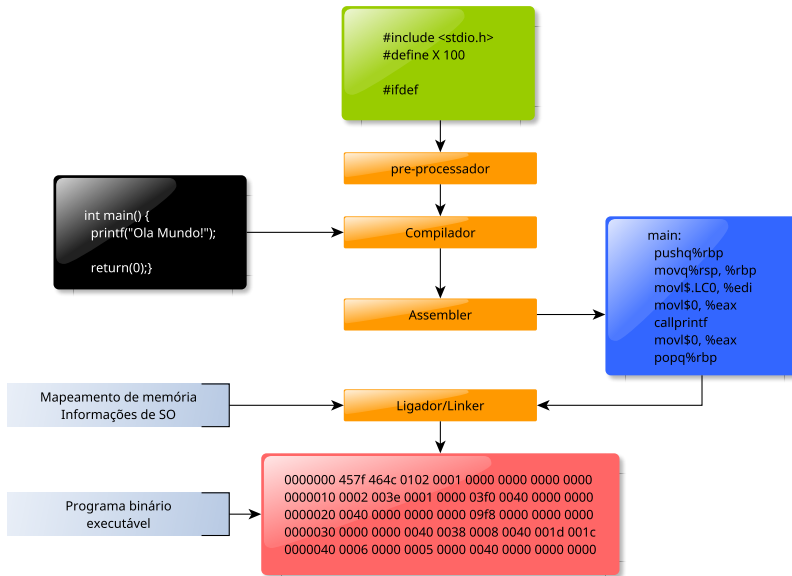 #include <stdio.h>
#define X 100
#ifdef
pre-processador
int main() {
printf("Ola Mundo!");
return(0);}
Compilador
Assembler
main:
pushq%rbp
movq%rsp, %rbp
movl$.LC0, %edi
movl$0, %eax
callprintf
movl$0, %eax
popq%rbp
Mapeamento de memória
Informações de SO
Ligador/Linker
Programa binário
executável
0000000 457f 464c 0102 0001 0000 0000 0000 0000
0000010 0002 003e 0001 0000 03f0 0040 0000 0000
0000020 0040 0000 0000 0000 09f8 0000 0000 0000
0000030 0000 0000 0040 0038 0008 0040 001d 001c
0000040 0006 0000 0005 0000 0040 0000 0000 0000